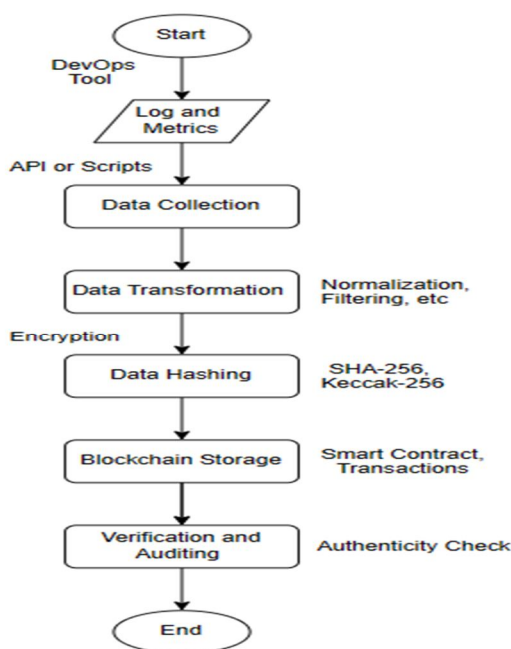 Start
DevOps
Tool
Log and
Metrics
API or Scripts
Data Collection
Data Transformation
Normalization,
Filtering, etc
Encryption
Data Hashing
SHA-256,
Keccak-256
Blockchain Storage
Smart Contract,
Transactions
Verification and
Auditing
Authenticity Check
End